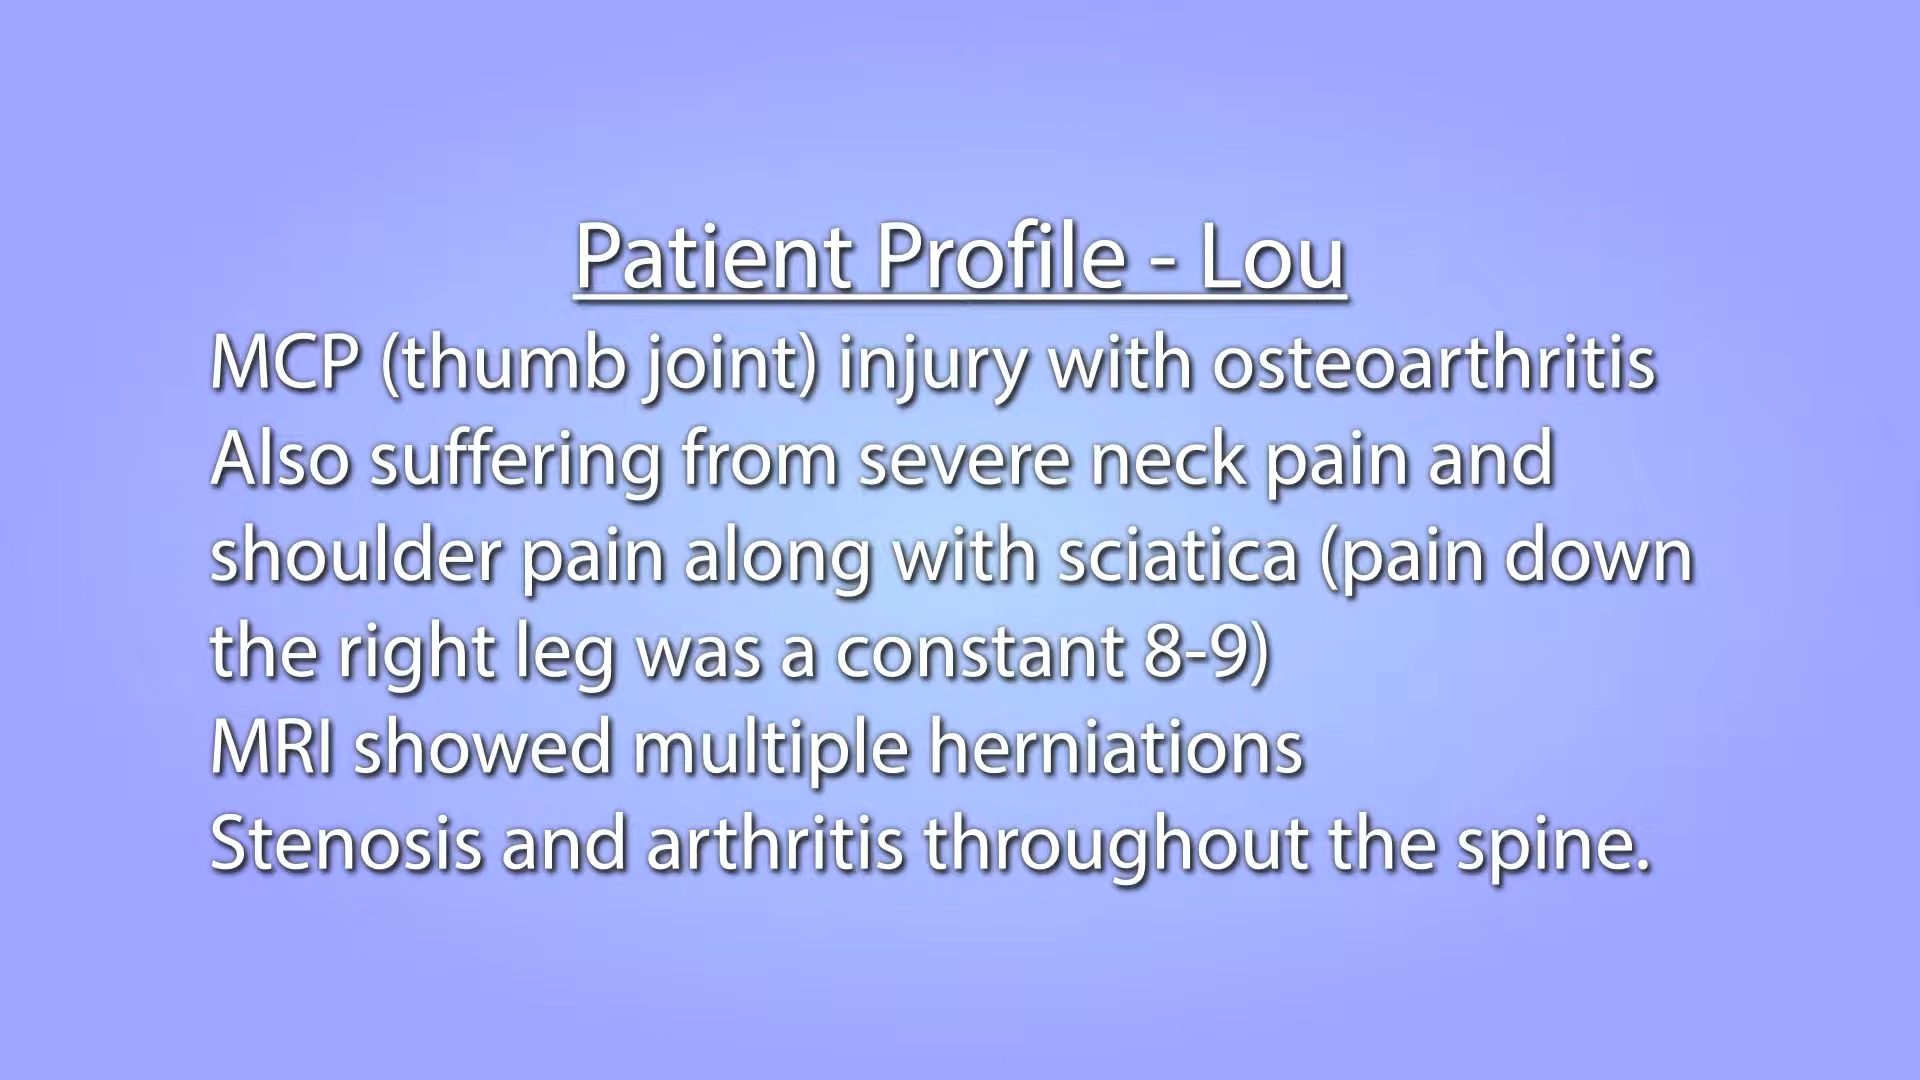 Patient Profile - Lou
MCP (thumb joint) injury with osteoarthritis
Also suffering from severe neck pain and
shoulder pain along with sciatica (pain down
the right leg was a constant 8-9)
MRI showed multiple herniations
Stenosis and arthritis throughout the spine.